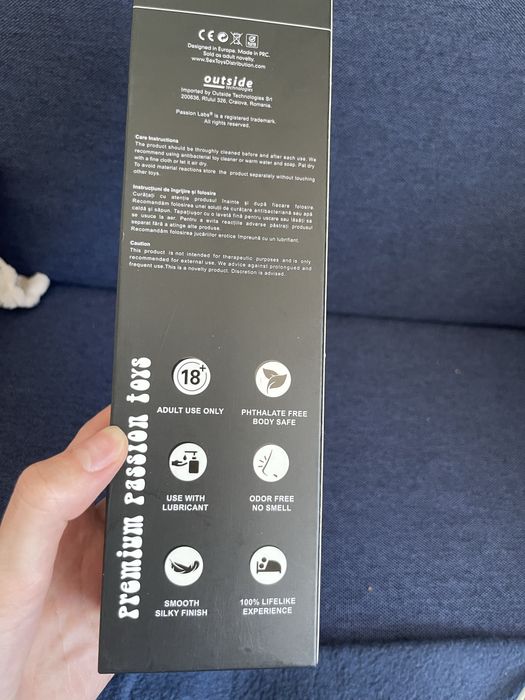 CE
Designed in Europe. Made in PRC.
Sold as adult novelty.
www.SexToysDistribution.com
outside
technologies
Imported by Outside Technologies Srl
200636, Rîului 326, Craiova, Romania.
Passion Labs® is a registered trademark.
All rights reserved.
Care Instructions
The product should be throughly cleaned before and after each use. We
recommend using antibacterial toy cleaner or warm water and soap. Pat dry
with a fine cloth or let it air dry.
To avoid material reactions store the product separately without touching
other toys.
Instrucțiuni de îngrijire și folosire
Curățați cu atenție produsul înainte și după fiecare folosire
Recomandăm folosirea unei soluții de curățare antibacteriană sau apă
caldă și săpun. Tapați ușor cu o lavetă fină pentru uscare sau lăsați să
se usuce la aer. Pentru a evita reacțiile adverse păstrați produsul
separat fără a atinge alte produse.
Recomandăm folosirea jucăriilor erotice împreună cu un lubrifiant.
Caution
This product is not intended for therapeutic purposes and is only
recommended for external use. We advice against prolongued and
frequent use.This is a novelty product. Discretion is advised.
Premium Passion Toys
18+
ADULT USE ONLY
PHTHALATE FREE
BODY SAFE
USE WITH
LUBRICANT
ODOR FREE
NO SMELL
SMOOTH
SILKY FINISH
100% LIFELIKE
EXPERIENCE